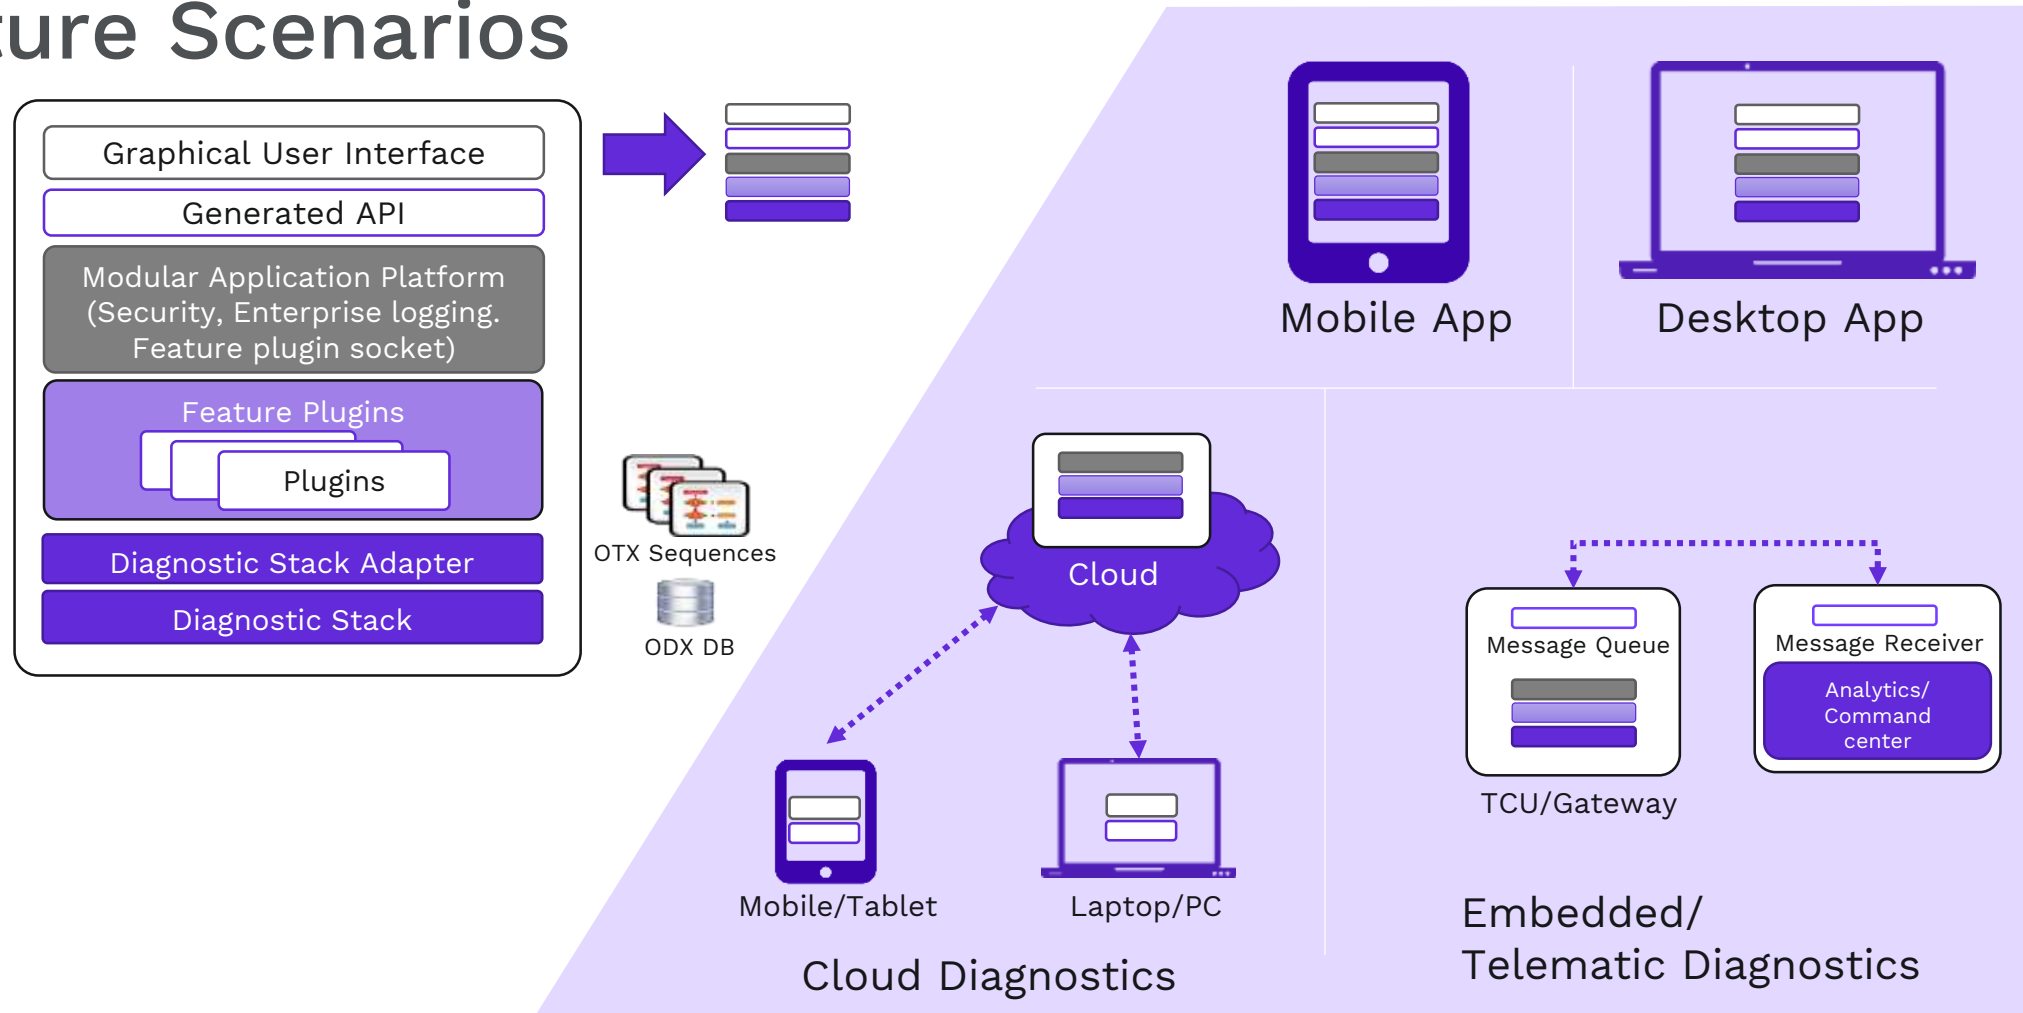 ture Scenarios
Graphical User Interface
Generated API
Modular Application Platform
(Security, Enterprise logging.
Feature plugin socket)
Feature Plugins
Plugins
Diagnostic Stack Adapter
Diagnostic Stack
OTX Sequences
ODX DB
Mobile App
Desktop App
Cloud
Mobile/Tablet
Laptop/PC
Cloud Diagnostics
Message Queue
TCU/Gateway
Message Receiver
Analytics/
Command
center
Embedded/
Telematic Diagnostics